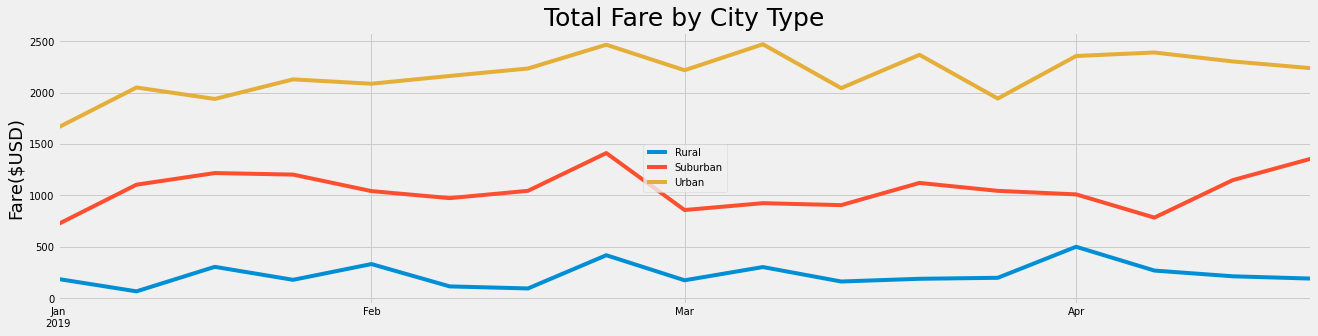 Total Fare by City Type
Fare($USD)
2500
2000
1500
1000
500
0
Rural
Suburban
Urban
Jan
2019
Feb
Mar
Apr